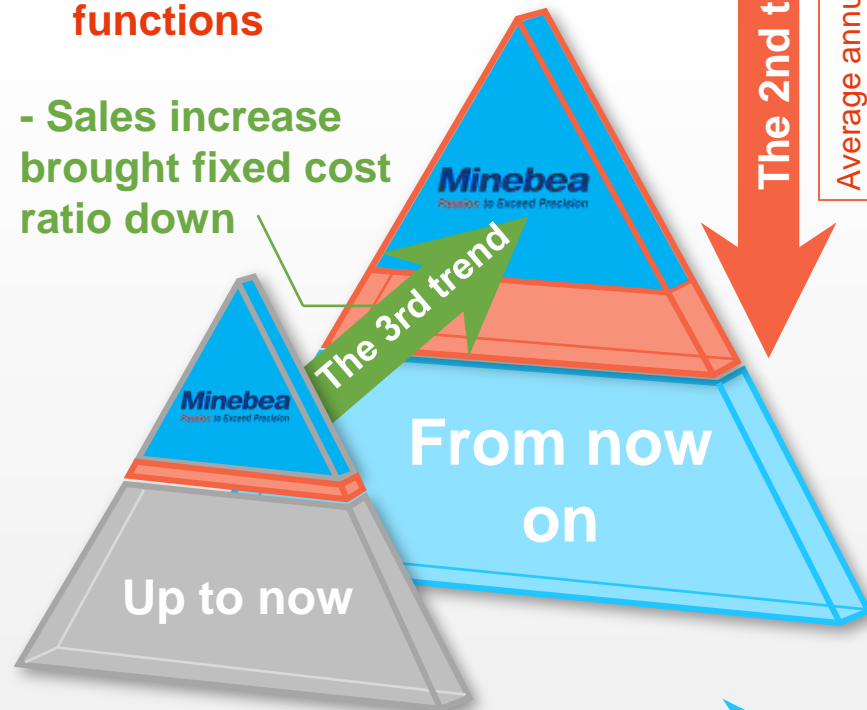 functions
- Sales increase
brought fixed cost
ratio down
The 2nd t
Average annu
Minebea
Passion to Exceed Precision
The 3rd trend
Minebea
Passion to Exceed Precision
From now
on
Up to now